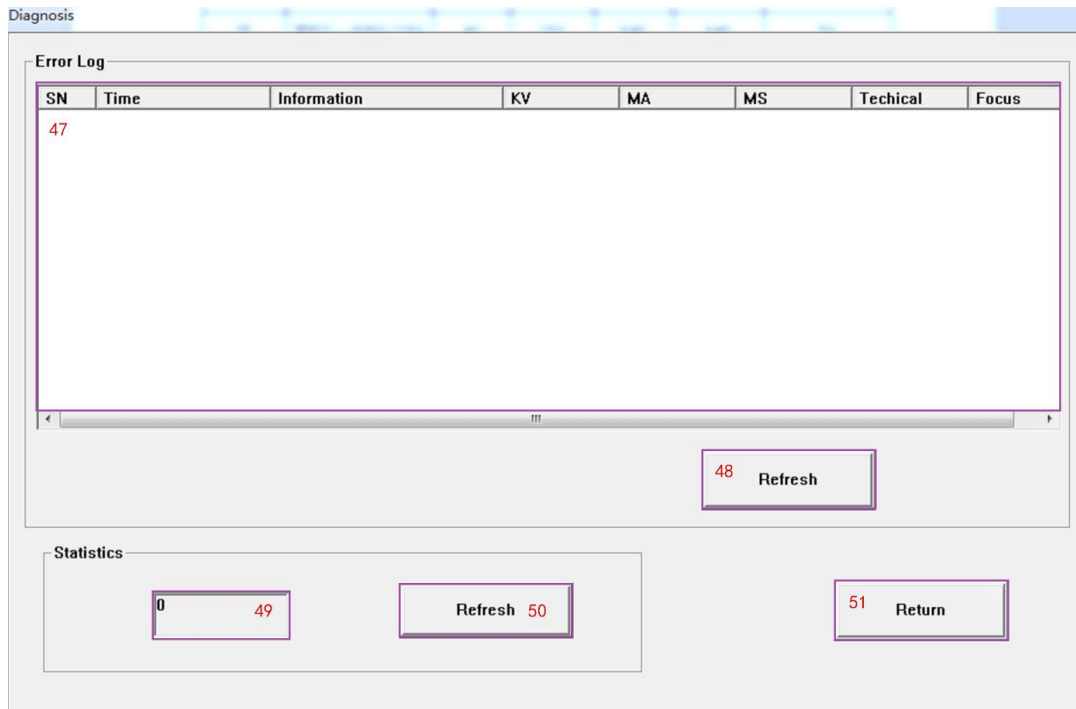 Diagnosis
Error Log
SN Time Information KV MA MS Techical Focus
47
48 Refresh
Statistics
0 49 Refresh 50 51 Return